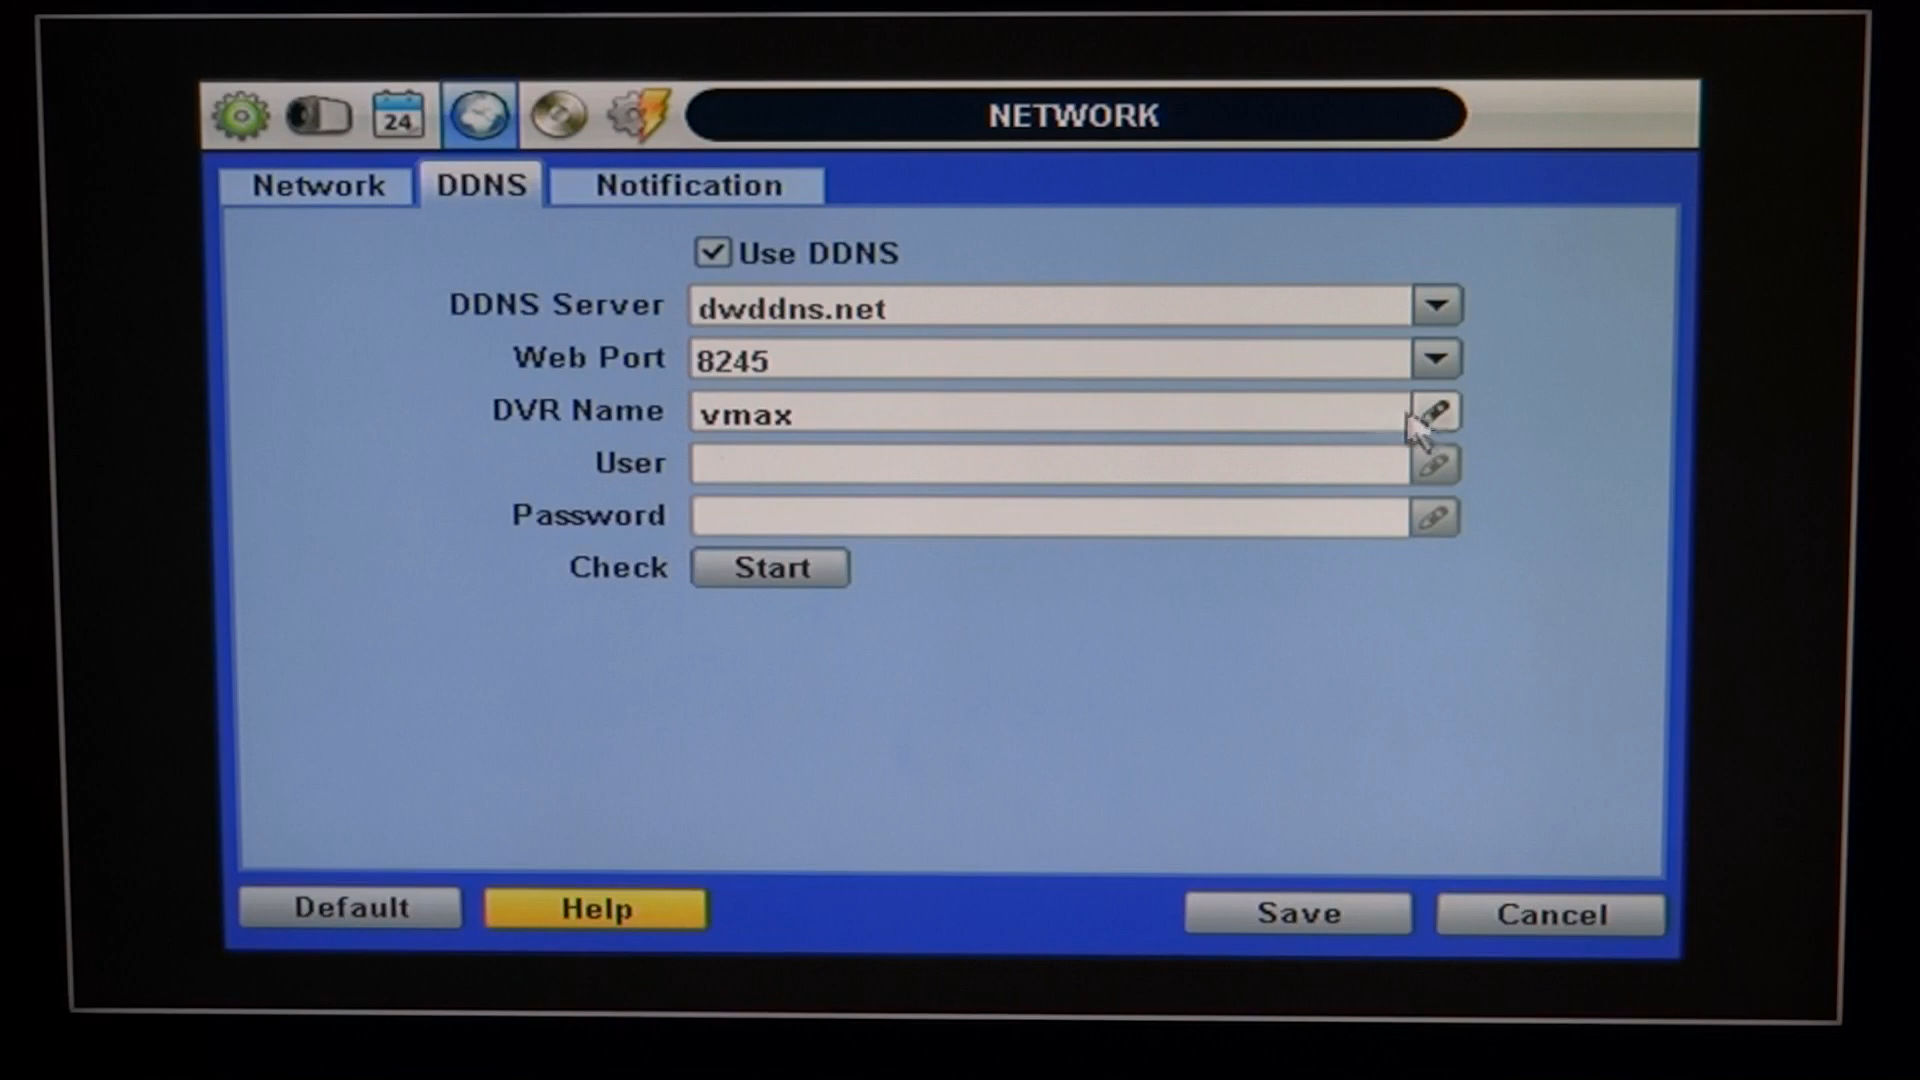 24
NETWORK
Network DDNS Notification
Use DDNS
DDNS Server dwddns.net
Web Port 8245
DVR Name vmax
User
Password
Check Start
Default Help Save Cancel